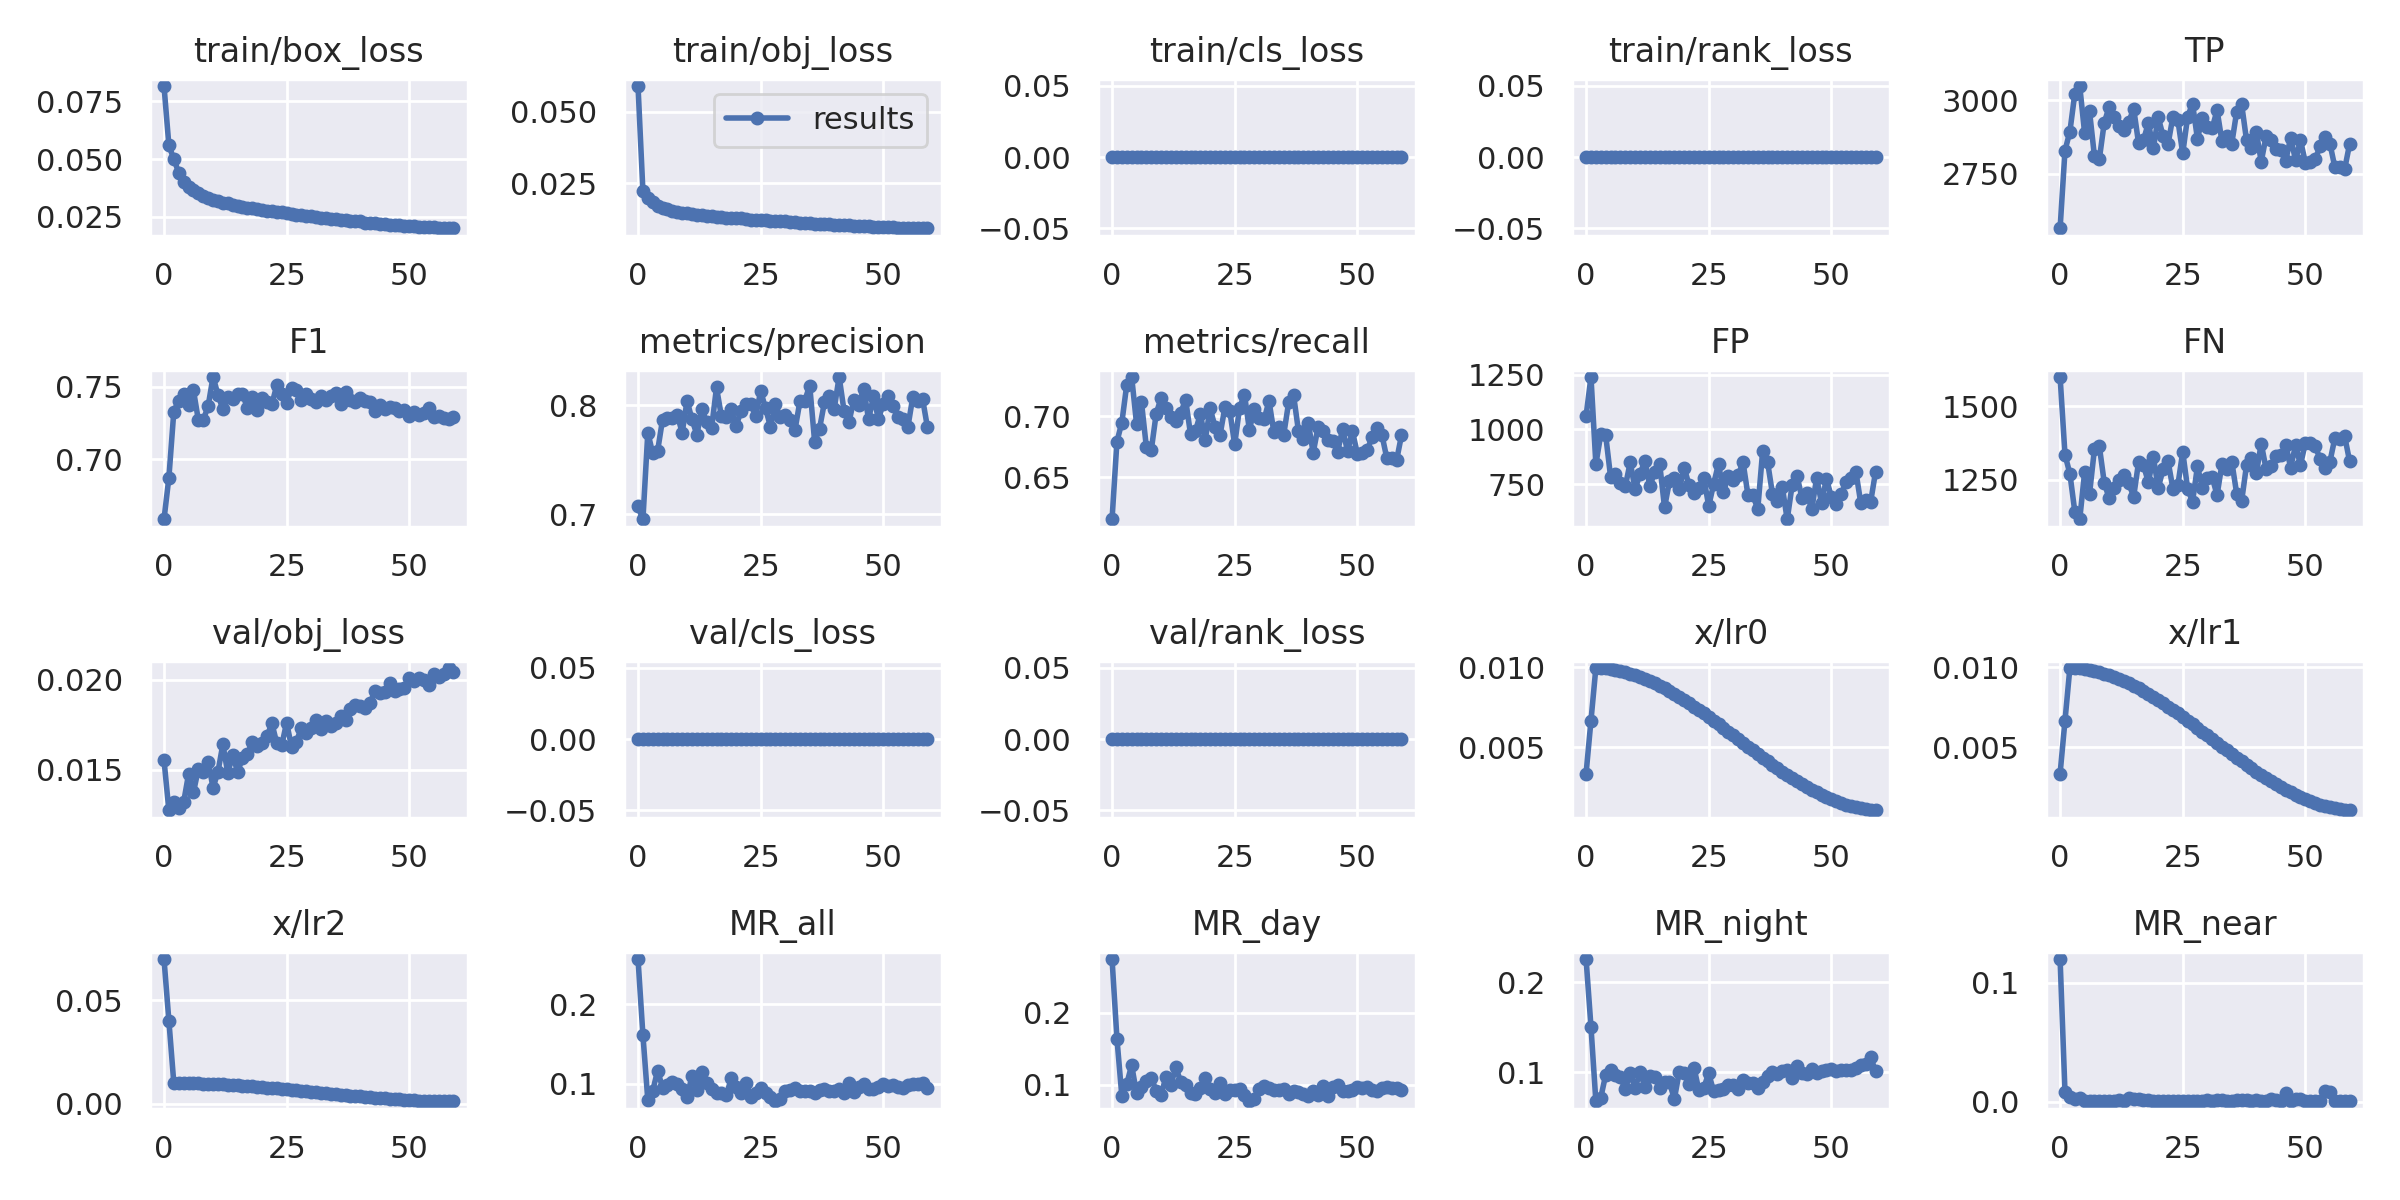 train/box_loss
0.075
0.050
0.025
0 25 50
train/obj_loss
results
0.050
0.025
0 25 50
train/cls_loss
0.05
0.00
−0.05
0 25 50
train/rank_loss
0.05
0.00
−0.05
0 25 50
TP
3000
2750
0 25 50
F1
0.75
0.70
0 25 50
metrics/precision
0.8
0.7
0 25 50
metrics/recall
0.70
0.65
0 25 50
FP
1250
1000
750
0 25 50
FN
1500
1250
0 25 50
val/obj_loss
0.020
0.015
0 25 50
val/cls_loss
0.05
0.00
−0.05
0 25 50
val/rank_loss
0.05
0.00
−0.05
0 25 50
x/lr0
0.010
0.005
0 25 50
x/lr1
0.010
0.005
0 25 50
x/lr2
0.05
0.00
0 25 50
MR_all
0.2
0.1
0 25 50
MR_day
0.2
0.1
0 25 50
MR_night
0.2
0.1
0 25 50
MR_near
0.1
0.0
0 25 50